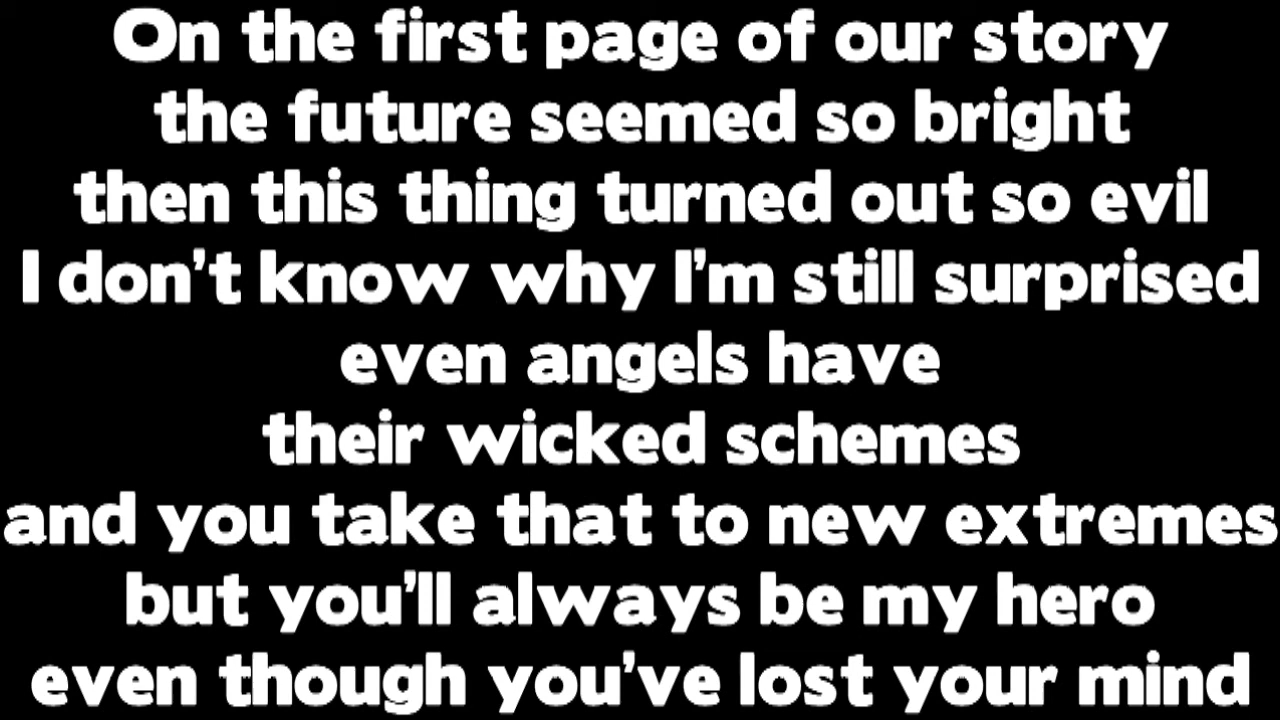 On the first page of our story
the future seemed so bright
then this thing turned out so evil
I don't know why I'm still surprised
even angels have
their wicked schemes
and you take that to new extremes
but you'll always be my hero
even though you've lost your mind